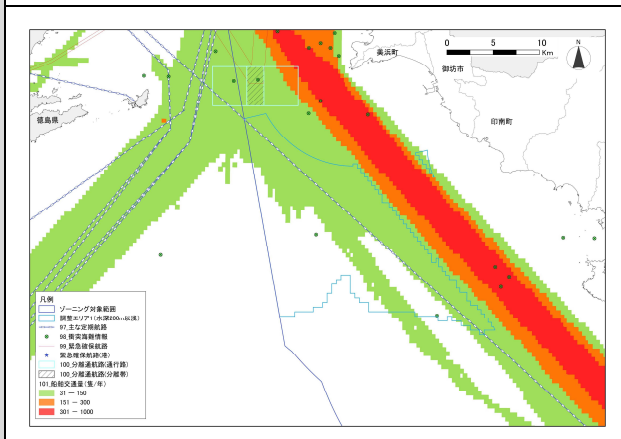 美浜町
0 5 10
Km
N
御坊市
徳島県
印南町
凡例
ゾーニング対象範囲
調整エリア1(水深200m以浅)
97_主な定期航路
98_衝突海難情報
99_緊急確保航路
緊急確保航路(港)
100_分離通航路(通行路)
100_分離通航路(分離帯)
101_船舶交通量(隻/年)
31 － 150
151 － 300
301 － 1000